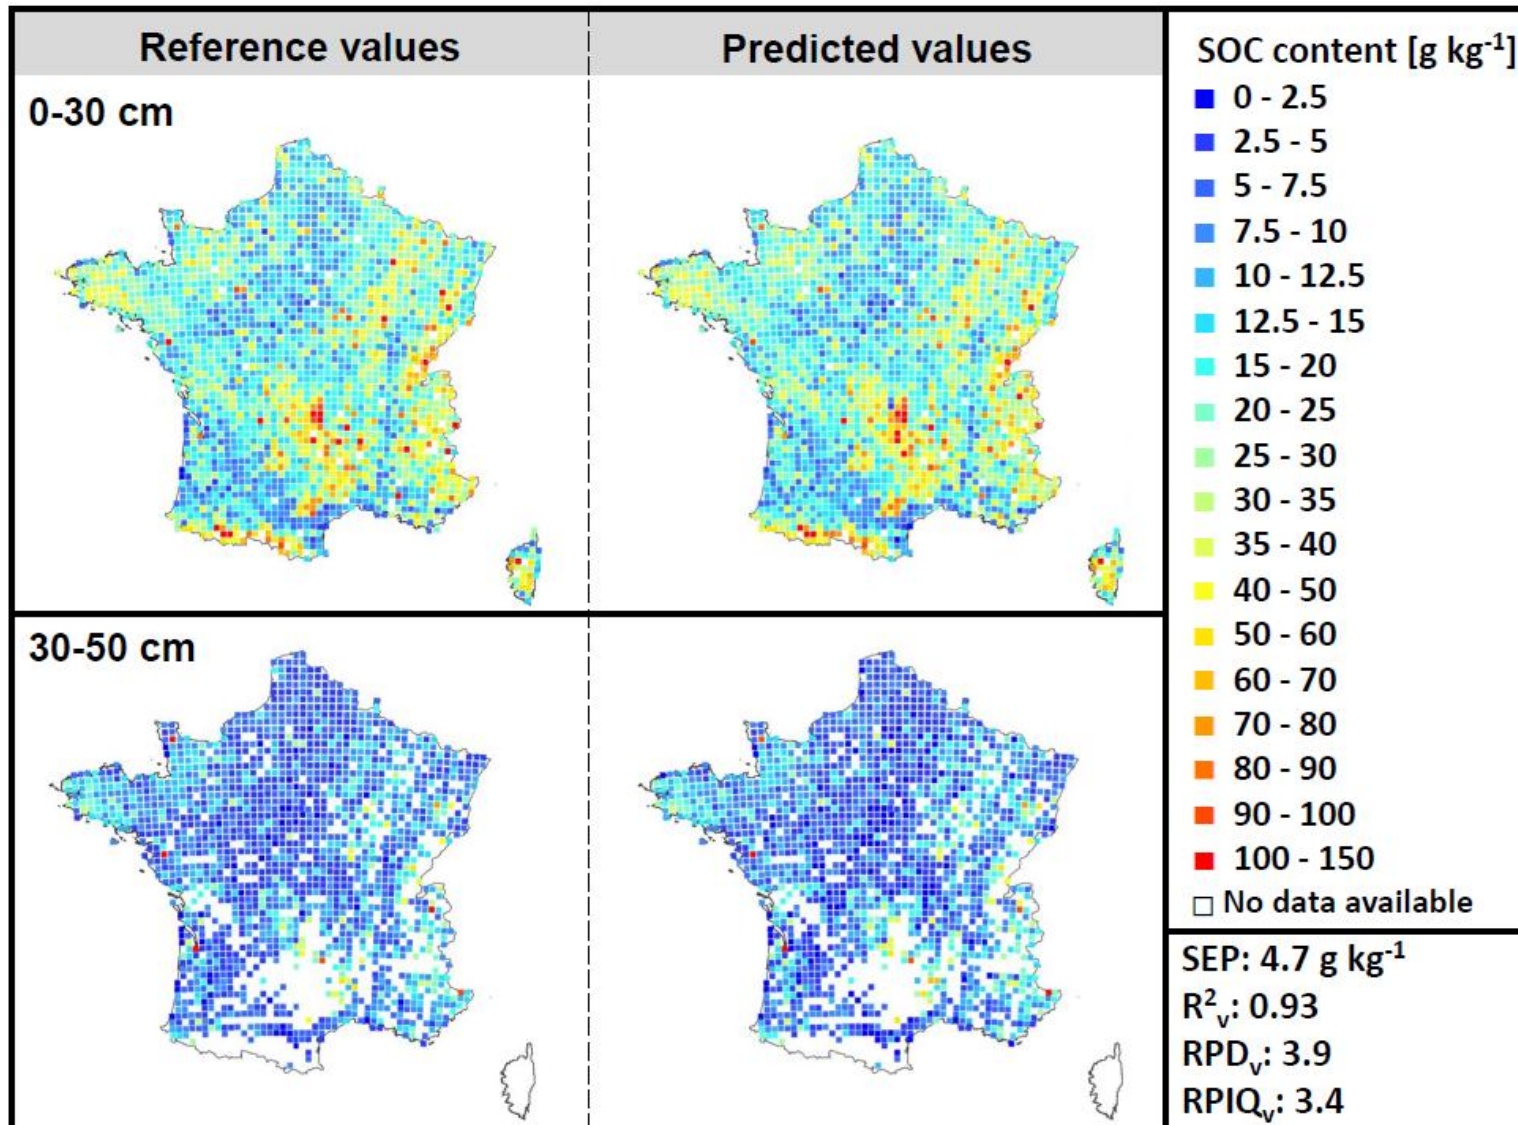 Reference values
Predicted values
0-30 cm
30-50 cm
SOC content [g kg⁻¹]
0 - 2.5
2.5 - 5
5 - 7.5
7.5 - 10
10 - 12.5
12.5 - 15
15 - 20
20 - 25
25 - 30
30 - 35
35 - 40
40 - 50
50 - 60
60 - 70
70 - 80
80 - 90
90 - 100
100 - 150
No data available
SEP: 4.7 g kg⁻¹
R²ᵥ: 0.93
RPDᵥ: 3.9
RPIQᵥ: 3.4